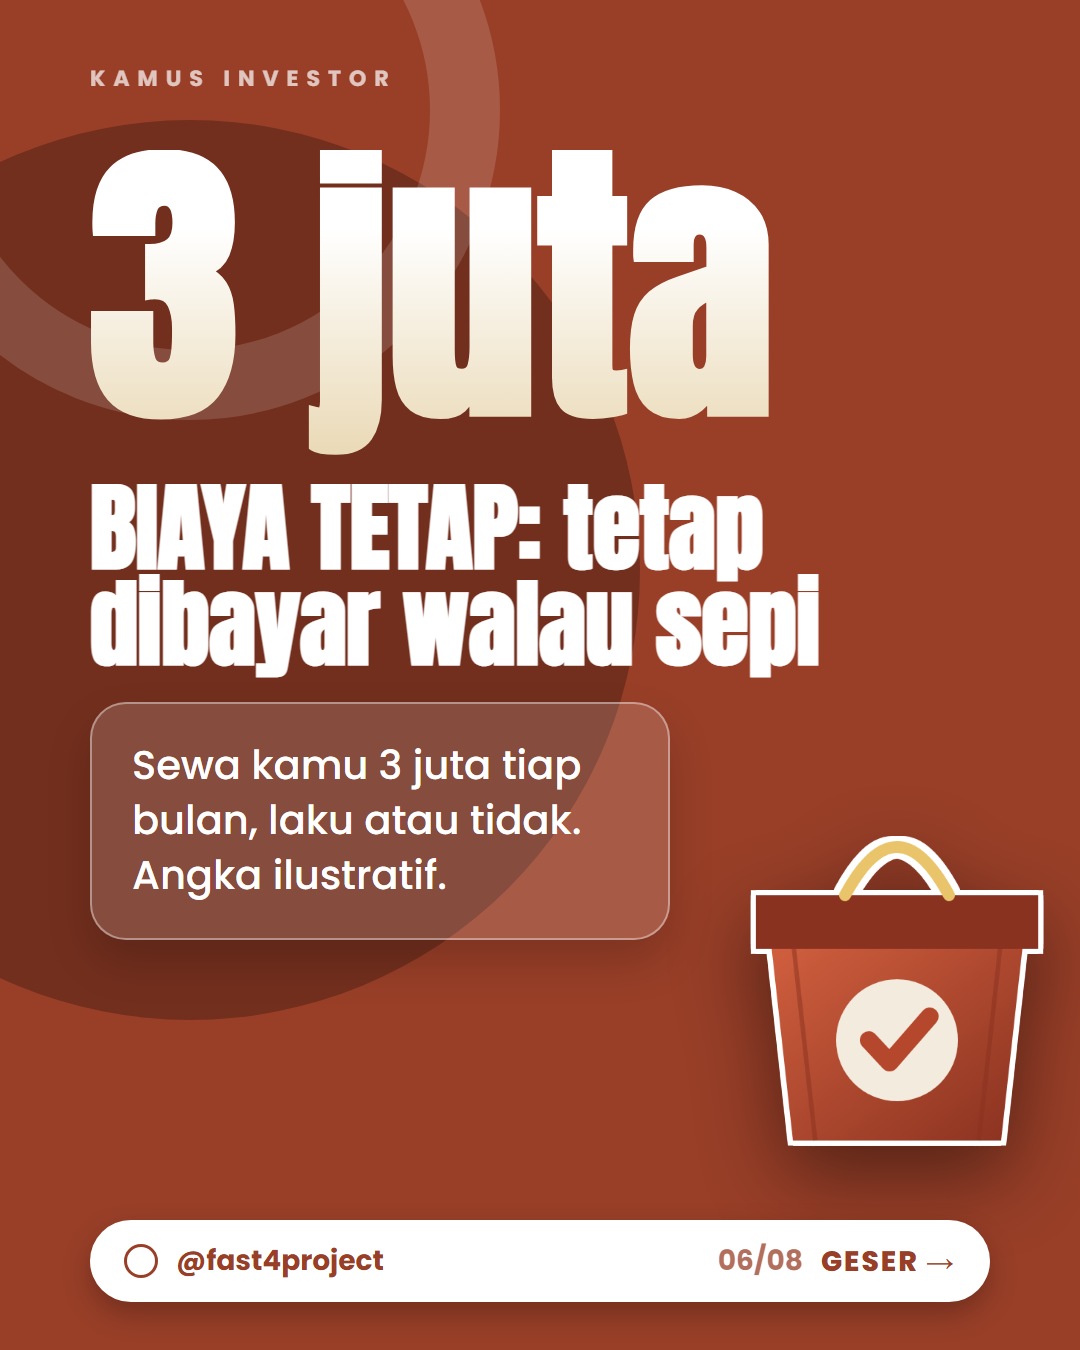 KAMUS INVESTOR
3 juta
BIAYA TETAP: tetap
dibayar walau sepi
Sewa kamu 3 juta tiap
bulan, laku atau tidak.
Angka ilustratif.
@fast4project 06/08 GESER →